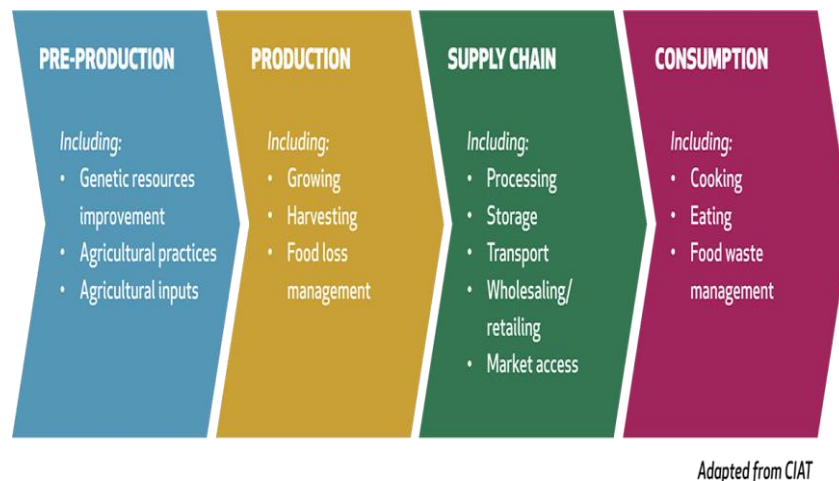 PRE-PRODUCTION
Including:
• Genetic resources
improvement
• Agricultural practices
• Agricultural inputs
PRODUCTION
Including:
• Growing
• Harvesting
• Food loss
management
SUPPLY CHAIN
Including:
• Processing
• Storage
• Transport
• Wholesaling/
retailing
• Market access
CONSUMPTION
Including:
• Cooking
• Eating
• Food waste
management
Adapted from CIAT